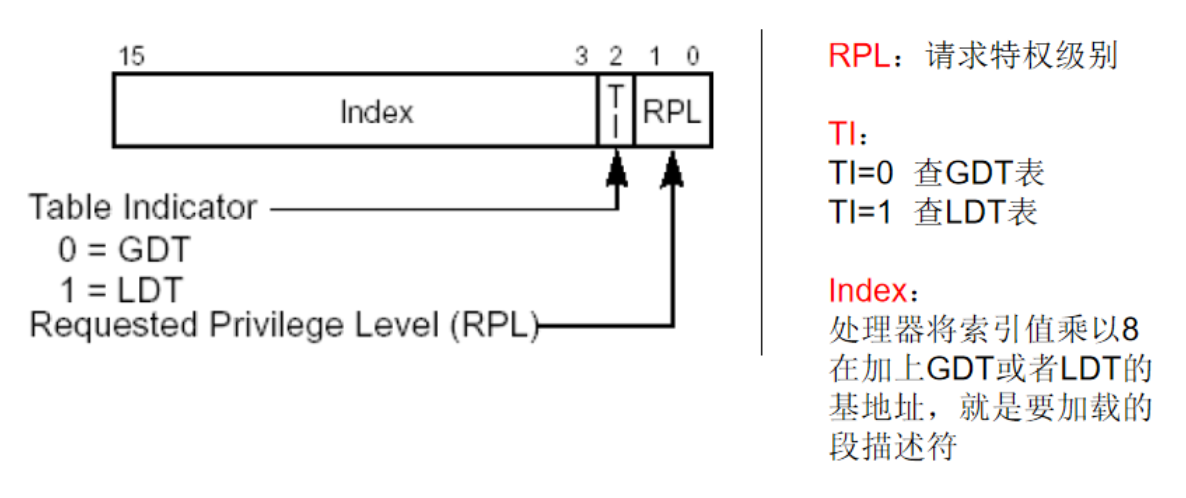 15 3 2 1 0
Index TI RPL
Table Indicator
0 = GDT
1 = LDT
Requested Privilege Level (RPL)
RPL：请求特权级别
TI：
TI=0 查GDT表
TI=1 查LDT表
Index：
处理器将索引值乘以8
在加上GDT或者LDT的
基地址，就是要加载的
段描述符